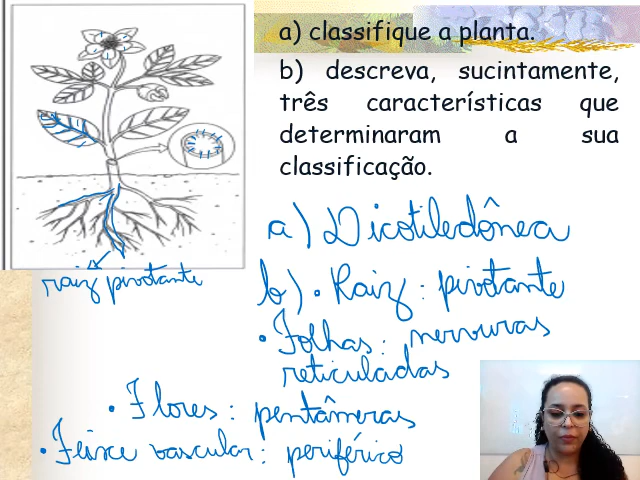 a) classifique a planta.
b) descreva, sucintamente,
três características que
determinaram a sua
classificação.
a) Dicotiledônea
raiz pivotante
b) • Raiz : pivotante
• Folhas : nervuras
reticuladas
• Flores : pentâmeras
• Feixe vascular : periférico